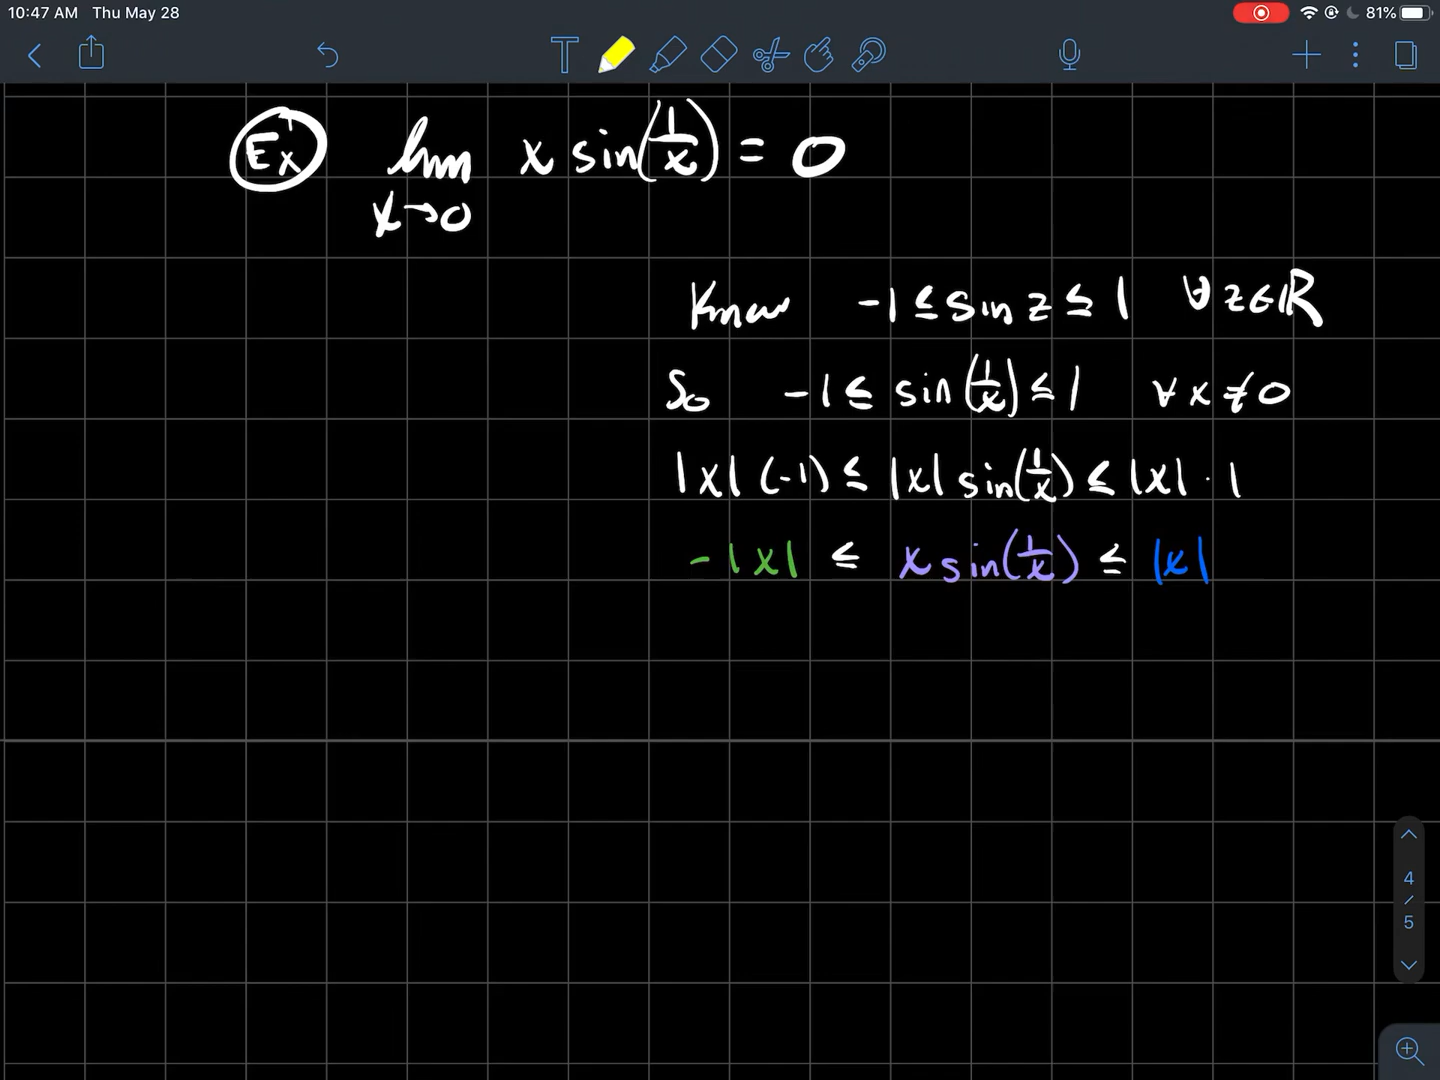 10:47 AM Thu May 28 81%
Ex lim x→0 x sin(1/x) = 0
Know -1 ≤ sin z ≤ 1 ∀ z ∈ ℝ
So -1 ≤ sin(1/x) ≤ 1 ∀ x ≠ 0
|x| (-1) ≤ |x| sin(1/x) ≤ |x| · 1
-|x| ≤ x sin(1/x) ≤ |x|
4
/
5